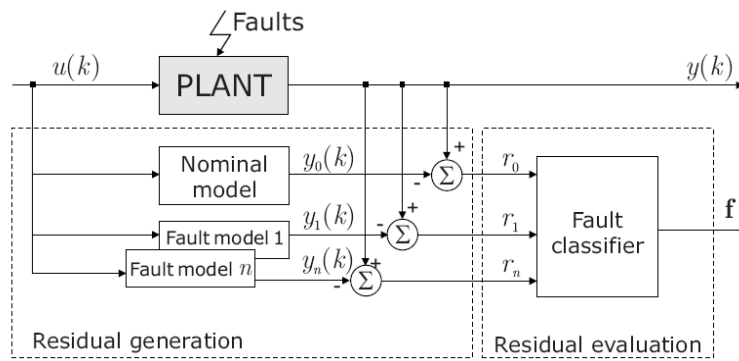 Faults
u(k)
PLANT
y(k)
Nominal
model
y₀(k)
+
-
Σ
r₀
Fault model 1
y₁(k)
+
-
Σ
r₁
Fault
classifier
f
Fault model n
yₙ(k)
+
-
Σ
rₙ
Residual generation
Residual evaluation